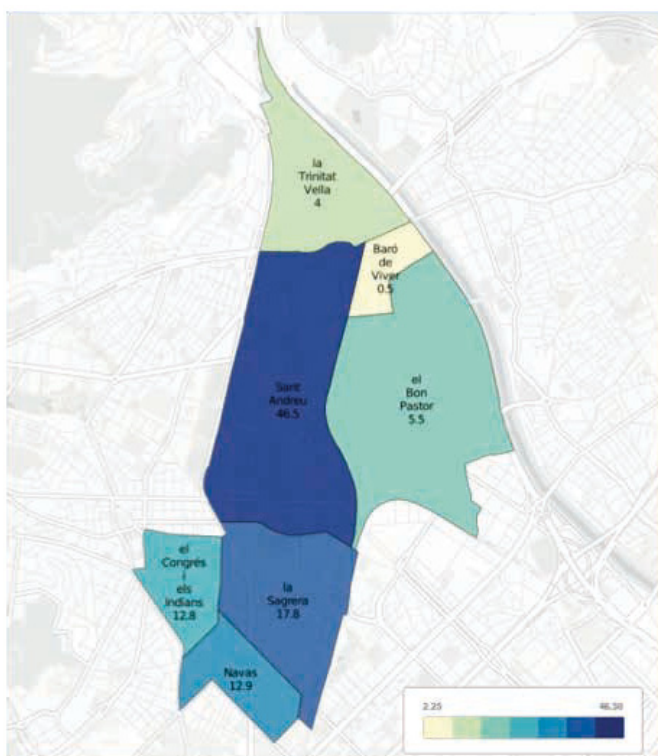 la
Trinitat
Vella
4
Baró
de
Viver
0.5
Sant
Andreu
46.5
el
Bon
Pastor
5.5
el
Congrés
i
els
Indians
12.8
la
Sagrera
17.8
Navas
12.9
2.25 46.50